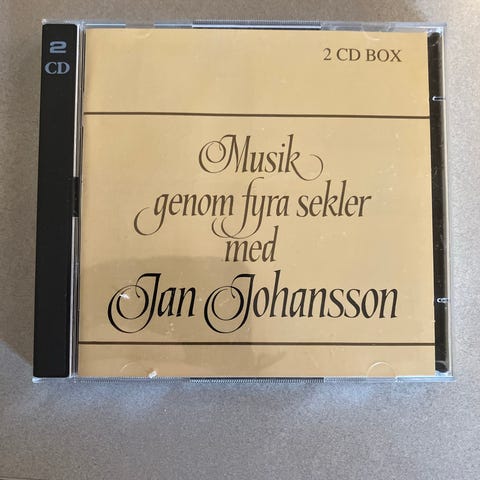 2
CD
2 CD BOX
Musik
genom fyra sekler
med
Jan Johansson